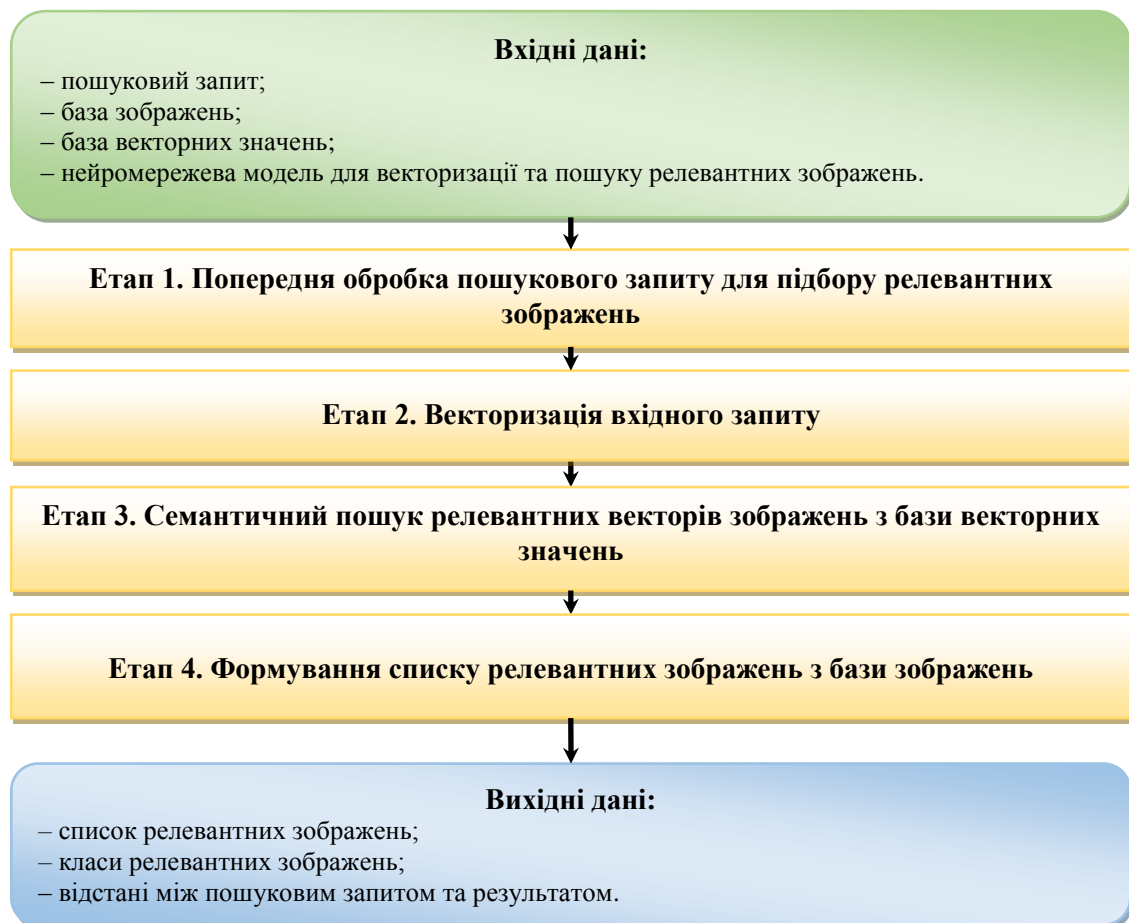 Вхідні дані:
– пошуковий запит;
– база зображень;
– база векторних значень;
– нейромережева модель для векторизації та пошуку релевантних зображень.
Етап 1. Попередня обробка пошукового запиту для підбору релевантних
зображень
Етап 2. Векторизація вхідного запиту
Етап 3. Семантичний пошук релевантних векторів зображень з бази векторних
значень
Етап 4. Формування списку релевантних зображень з бази зображень
Вихідні дані:
– список релевантних зображень;
– класи релевантних зображень;
– відстані між пошуковим запитом та результатом.